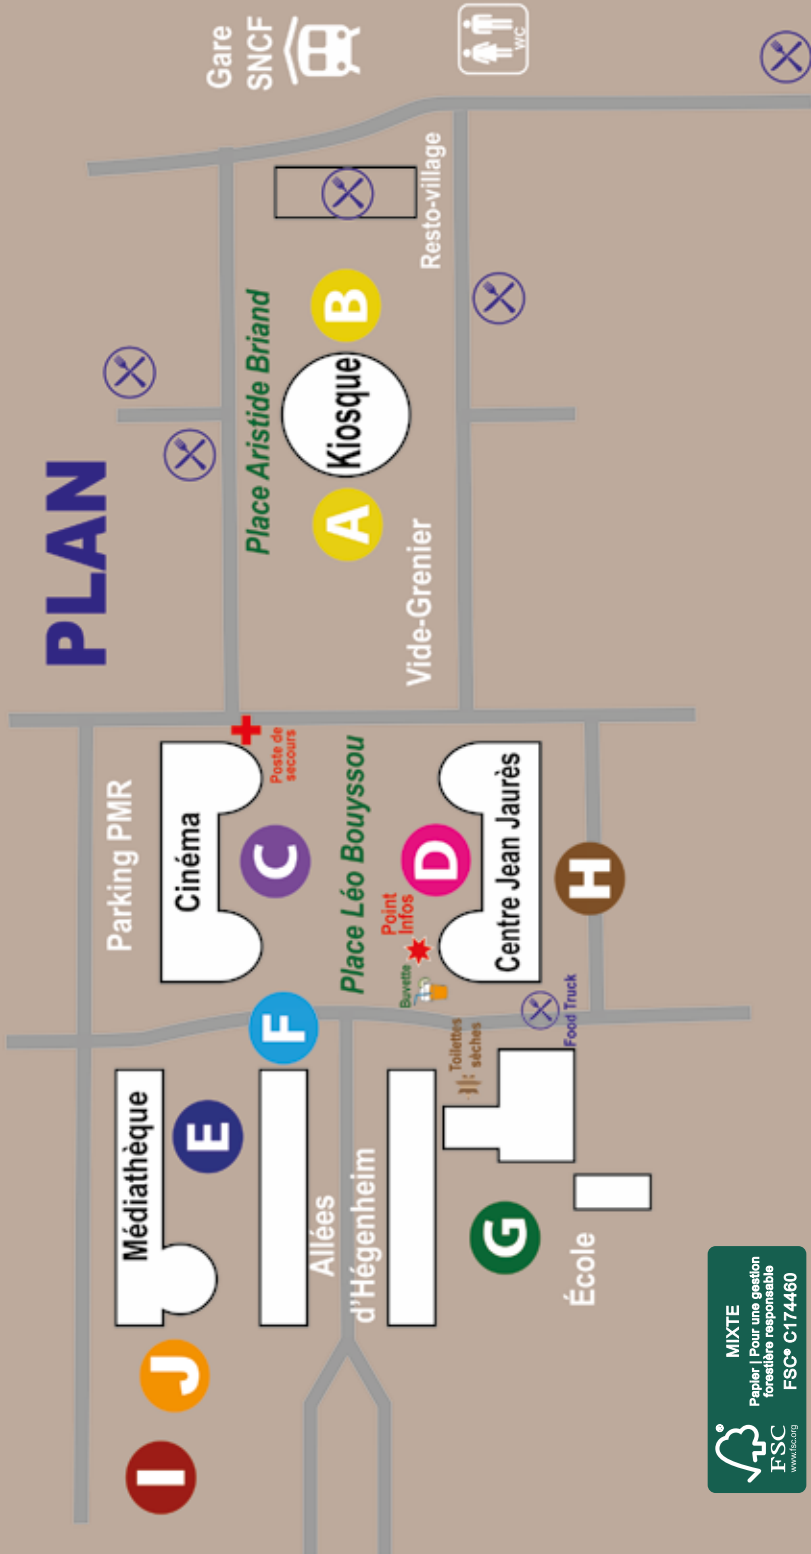 PLAN
Gare
SNCF
WC
Resto-village
Place Aristide Briand
B
Kiosque
A
Vide-Grenier
Parking PMR
Cinéma
Poste de
secours
C
Place Léo Bouyssou
D
Point
Infos
Centre Jean Jaurès
H
Buvette
F
Toilettes
sèches
Food Truck
Médiathèque
E
Allées
d'Hégenheim
G
École
J
I
MIXTE
Papier | Pour une gestion
forestière responsable
FSC® C174460
FSC
www.fsc.org